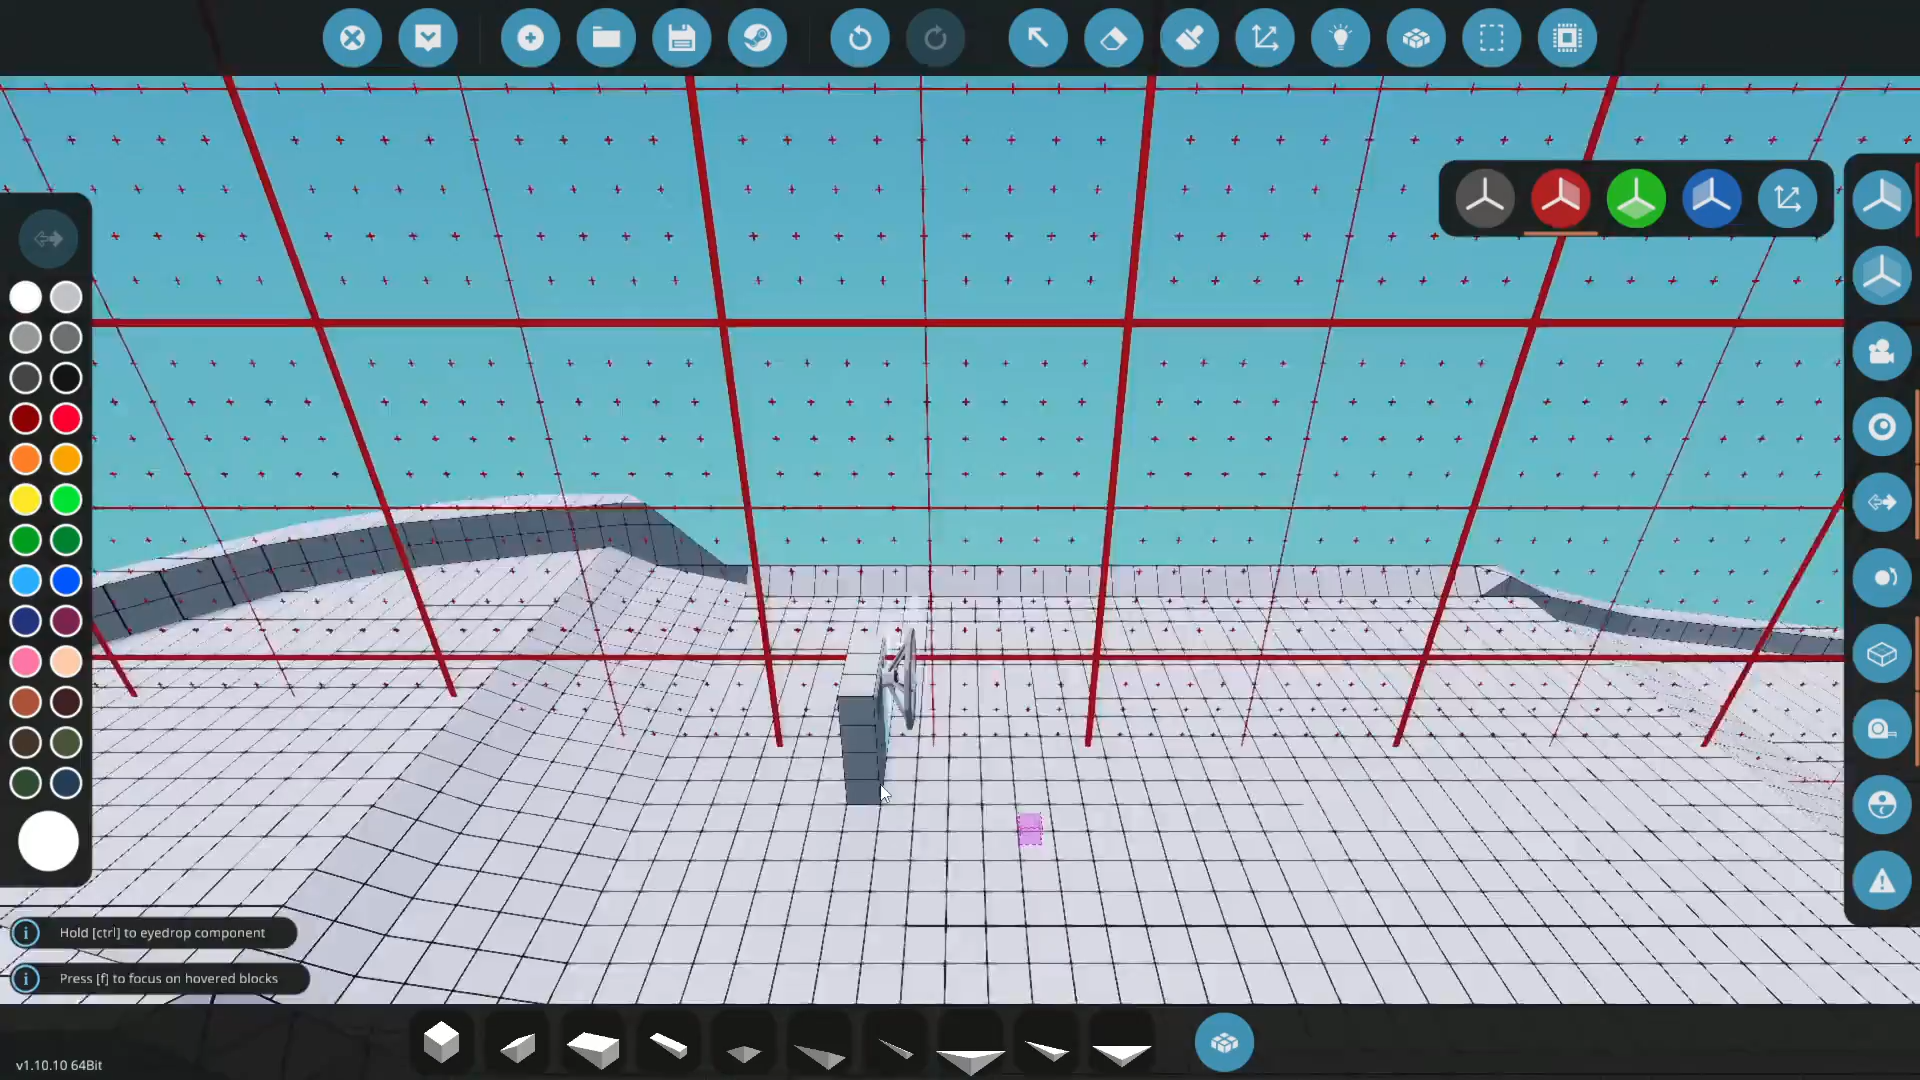 Hold [ctrl] to eyedrop component
Press [f] to focus on hovered blocks
v1.10.10 64Bit